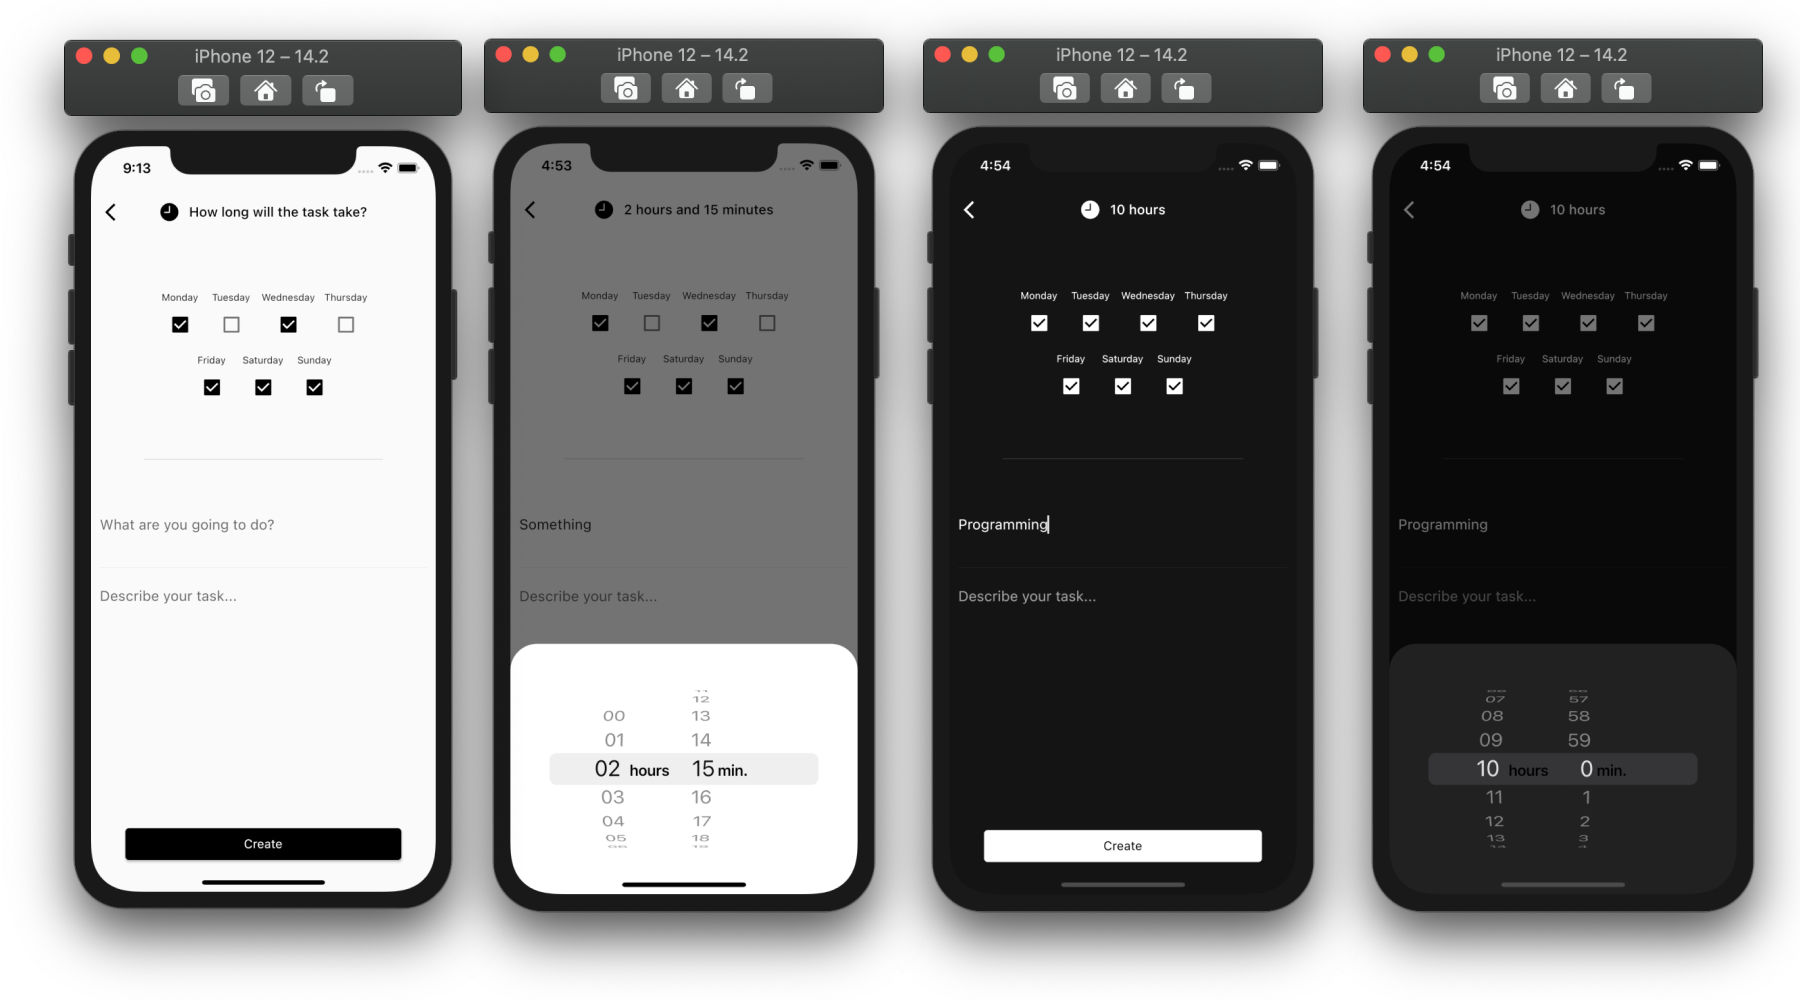 iPhone 12 – 14.2
9:13
How long will the task take?
Monday Tuesday Wednesday Thursday
Friday Saturday Sunday
What are you going to do?
Describe your task...
Create
iPhone 12 – 14.2
4:53
2 hours and 15 minutes
Monday Tuesday Wednesday Thursday
Friday Saturday Sunday
Something
Describe your task...
12
00 13
01 14
02 hours 15 min.
03 16
04 17
05 18
iPhone 12 – 14.2
4:54
10 hours
Monday Tuesday Wednesday Thursday
Friday Saturday Sunday
Programming
Describe your task...
Create
iPhone 12 – 14.2
4:54
10 hours
Monday Tuesday Wednesday Thursday
Friday Saturday Sunday
Programming
Describe your task...
07 57
08 58
09 59
10 hours 0 min.
11 1
12 2
13 3